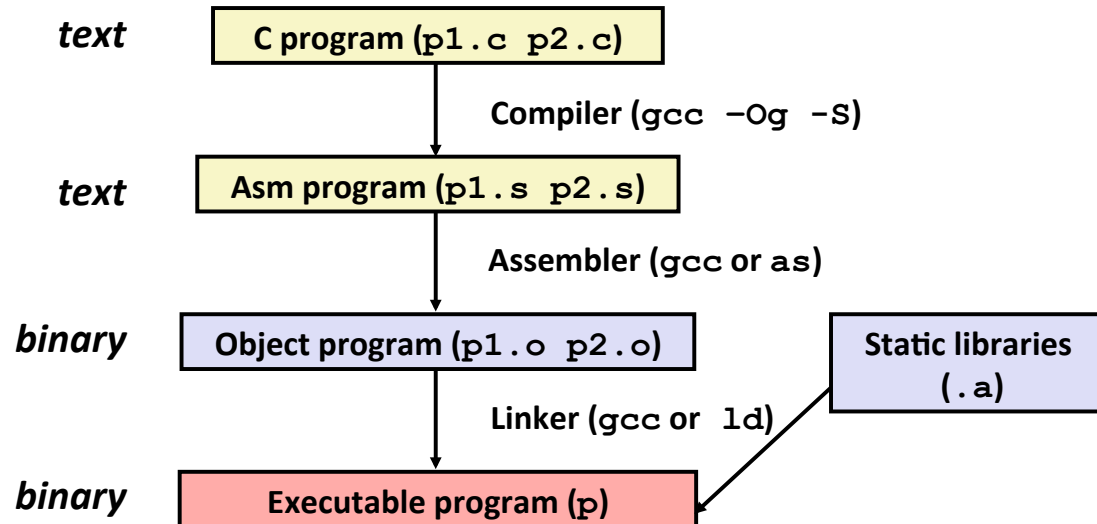 text
C program (p1.c p2.c)
Compiler (gcc –Og -S)
text
Asm program (p1.s p2.s)
Assembler (gcc or as)
binary
Object program (p1.o p2.o)
Static libraries
(.a)
Linker (gcc or ld)
binary
Executable program (p)